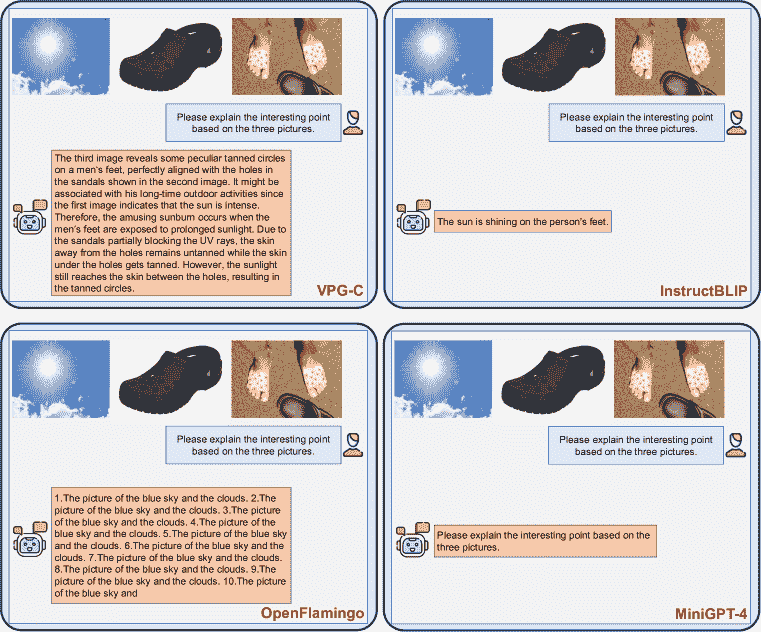 Please explain the interesting point
based on the three pictures.
The third image reveals some peculiar tanned circles
on a men's feet, perfectly aligned with the holes in
the sandals shown in the second image. It might be
associated with his long-time outdoor activities since
the first image indicates that the sun is intense.
Therefore, the amusing sunburn occurs when the
men's feet are exposed to prolonged sunlight. Due to
the sandals partially blocking the UV rays, the skin
away from the holes remains untanned while the skin
under the holes gets tanned. However, the sunlight
still reaches the skin between the holes, resulting in
the tanned circles.
VPG-C
Please explain the interesting point
based on the three pictures.
The sun is shining on the person's feet.
InstructBLIP
Please explain the interesting point
based on the three pictures.
1.The picture of the blue sky and the clouds. 2.The
picture of the blue sky and the clouds. 3.The picture
of the blue sky and the clouds. 4.The picture of the
blue sky and the clouds. 5.The picture of the blue sky
and the clouds. 6.The picture of the blue sky and the
clouds. 7.The picture of the blue sky and the clouds.
8.The picture of the blue sky and the clouds. 9.The
picture of the blue sky and the clouds. 10.The picture
of the blue sky and
OpenFlamingo
Please explain the interesting point
based on the three pictures.
Please explain the interesting point based on the
three pictures.
MiniGPT-4